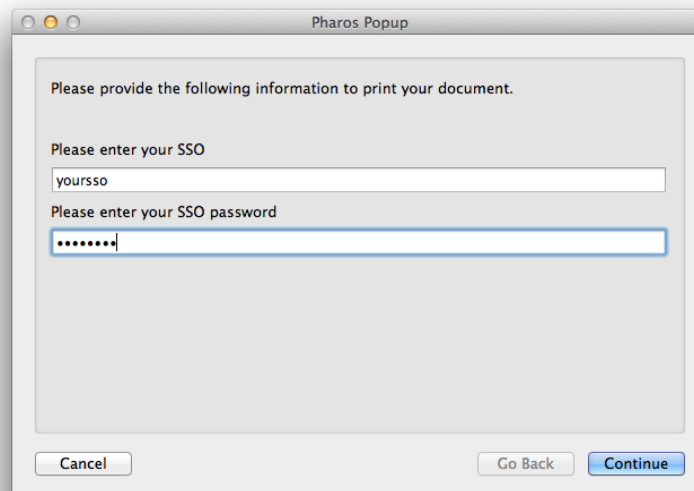 Pharos Popup
Please provide the following information to print your document.
Please enter your SSO
yoursso
Please enter your SSO password
••••••••
Cancel
Go Back
Continue